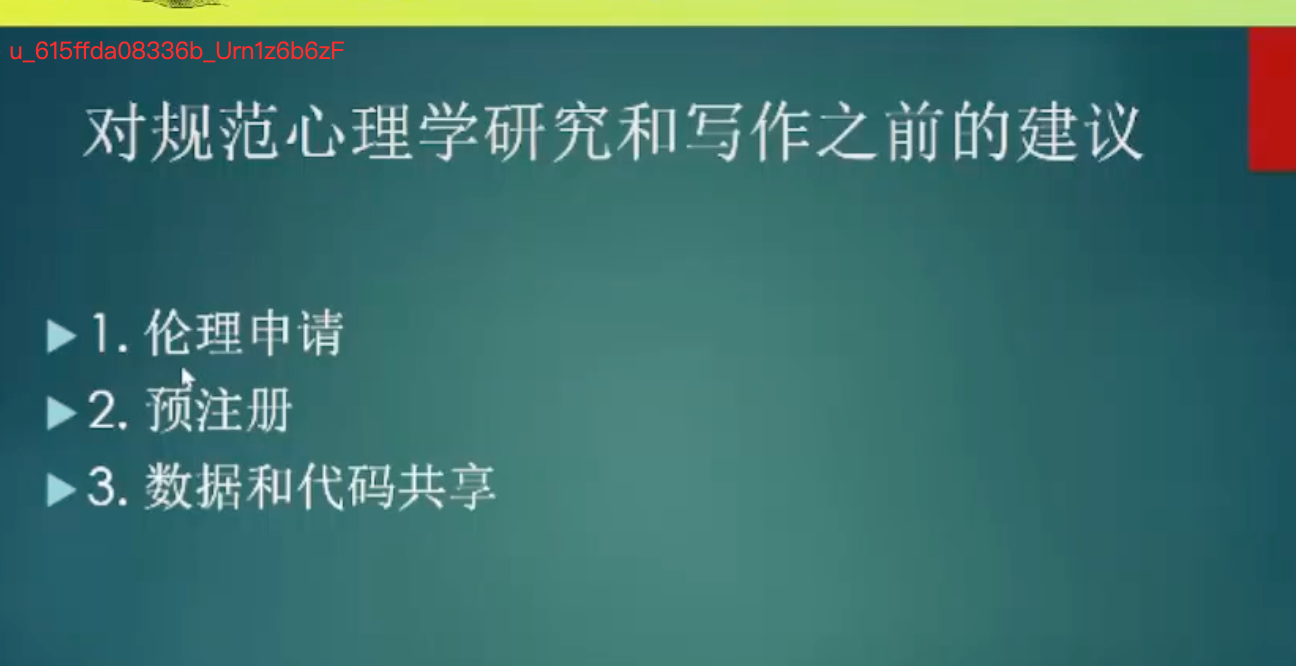 u_615ffda08336b_Urn1z6b6zF
对规范心理学研究和写作之前的建议
1. 伦理申请
2. 预注册
3. 数据和代码共享